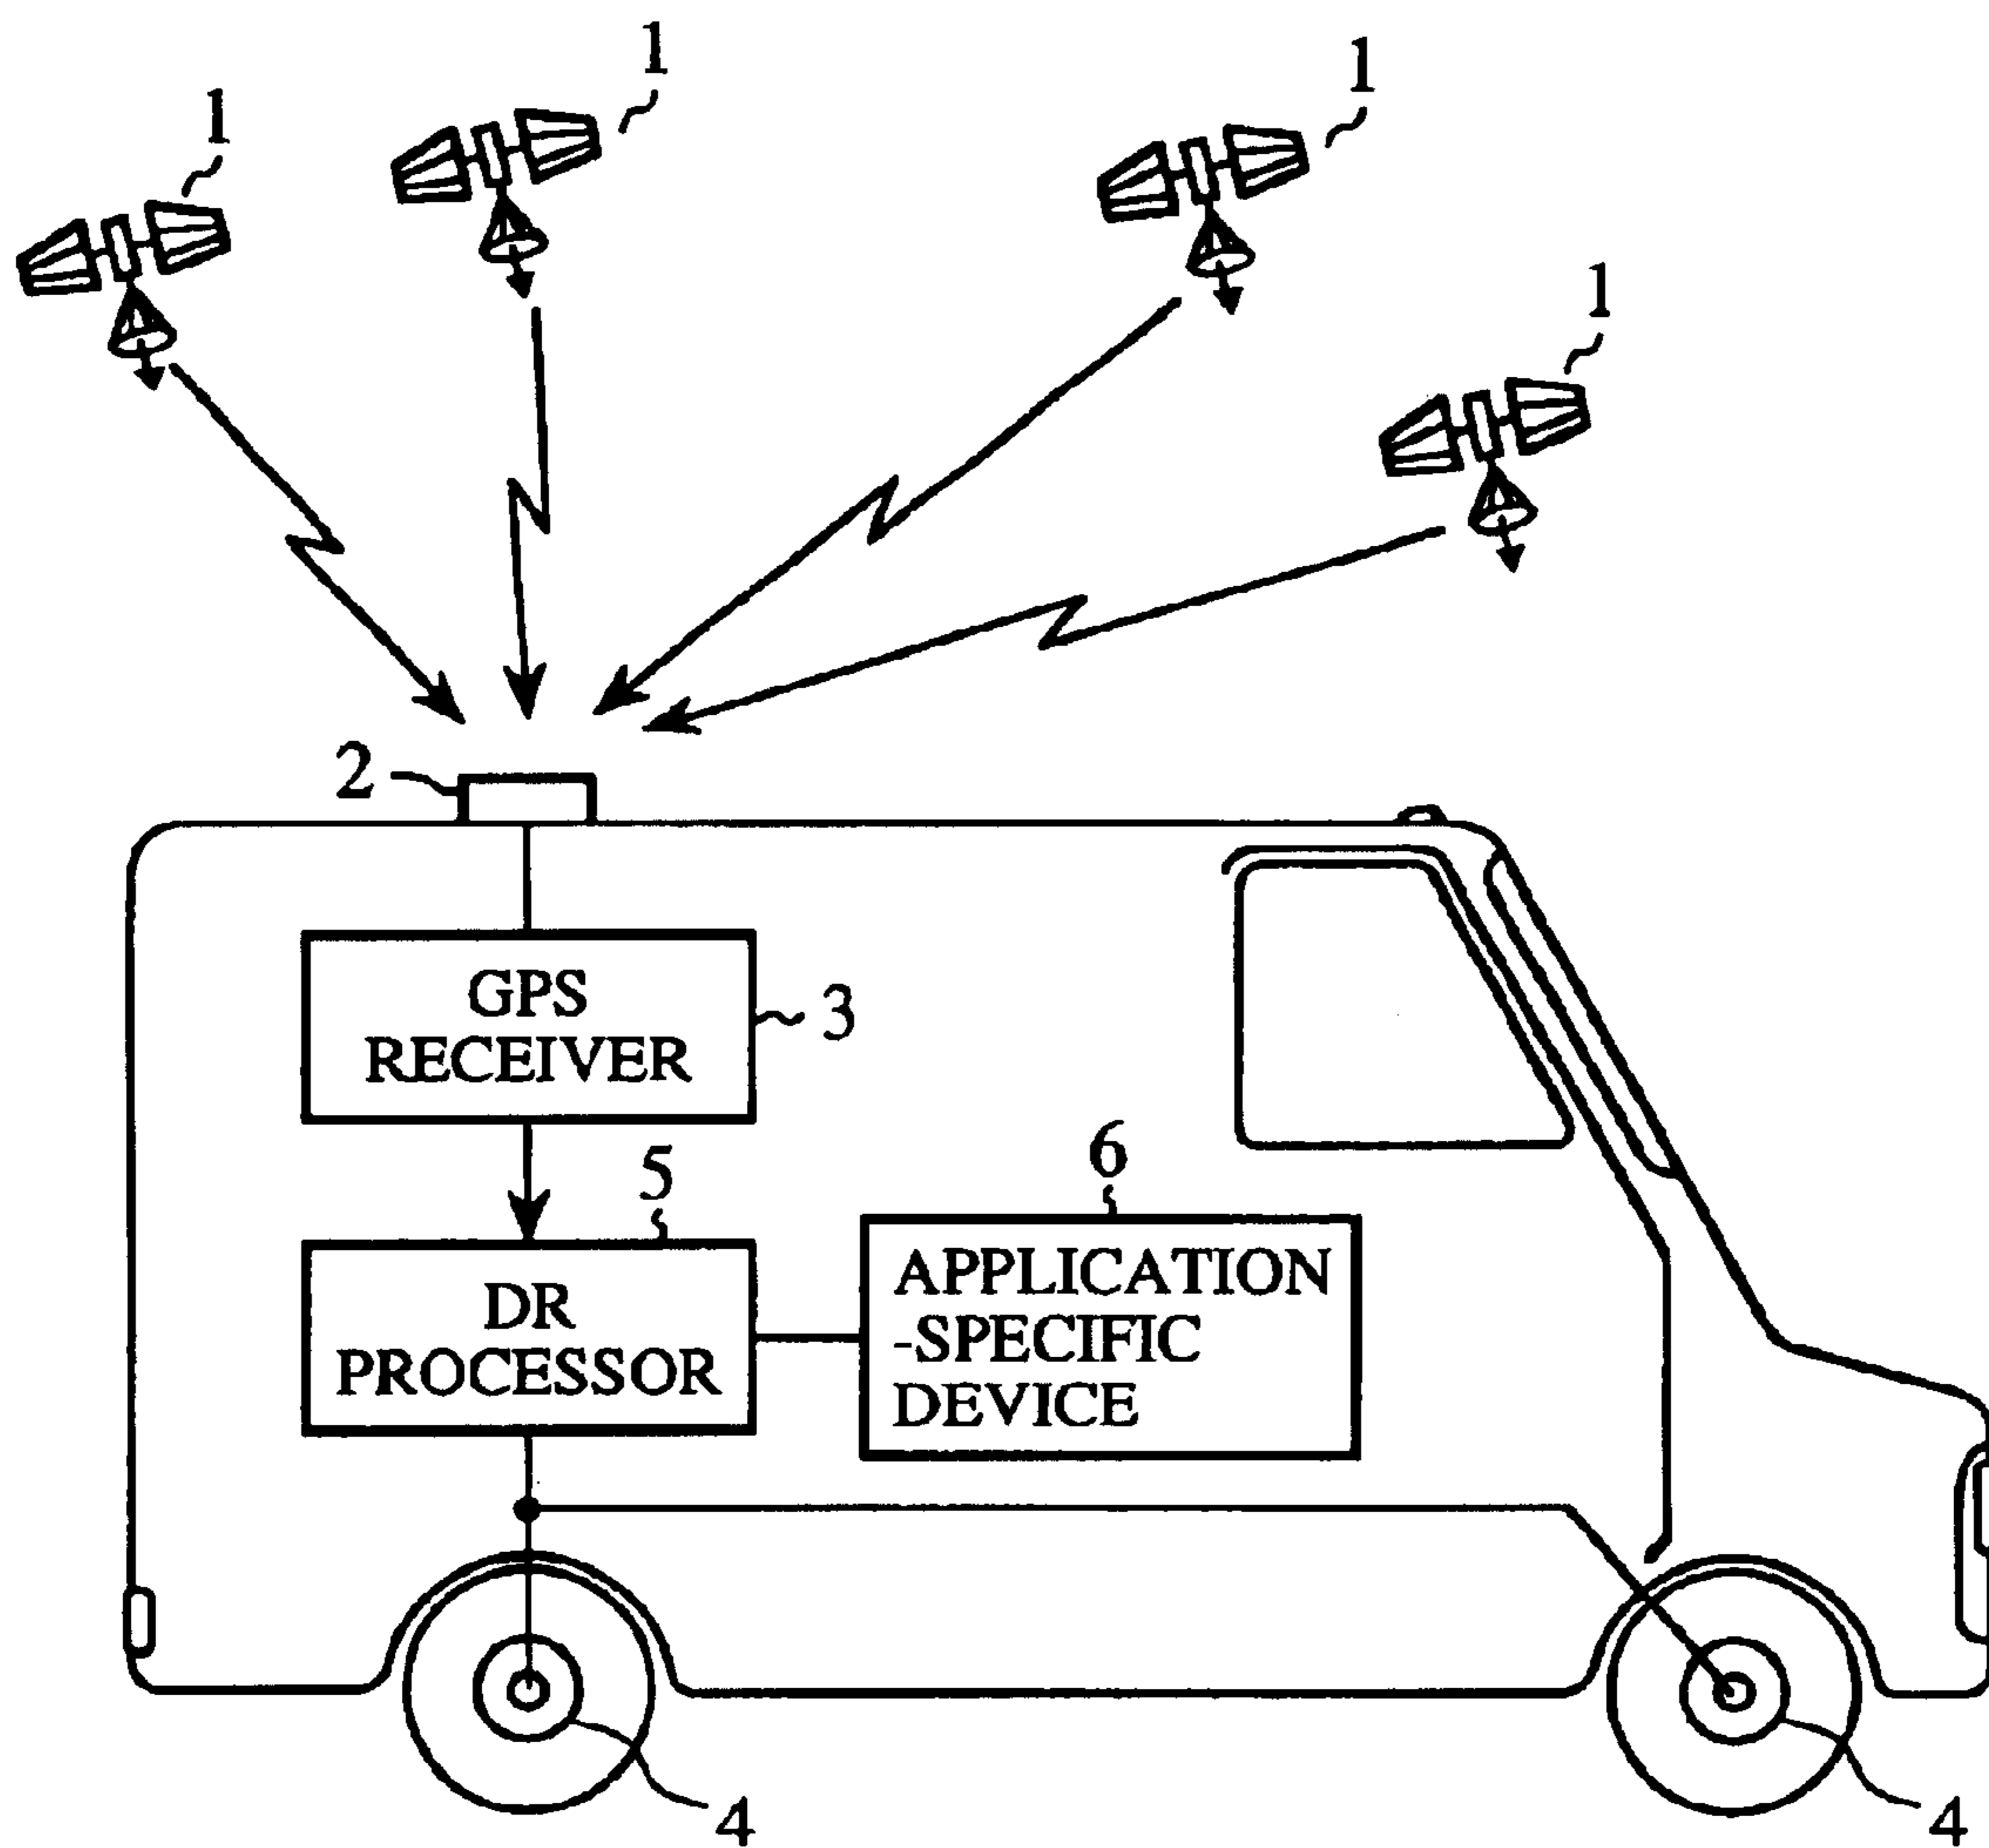 1
1
1
1
2
GPS
RECEIVER
3
5
6
DR
PROCESSOR
APPLICATION
-SPECIFIC
DEVICE
4
4